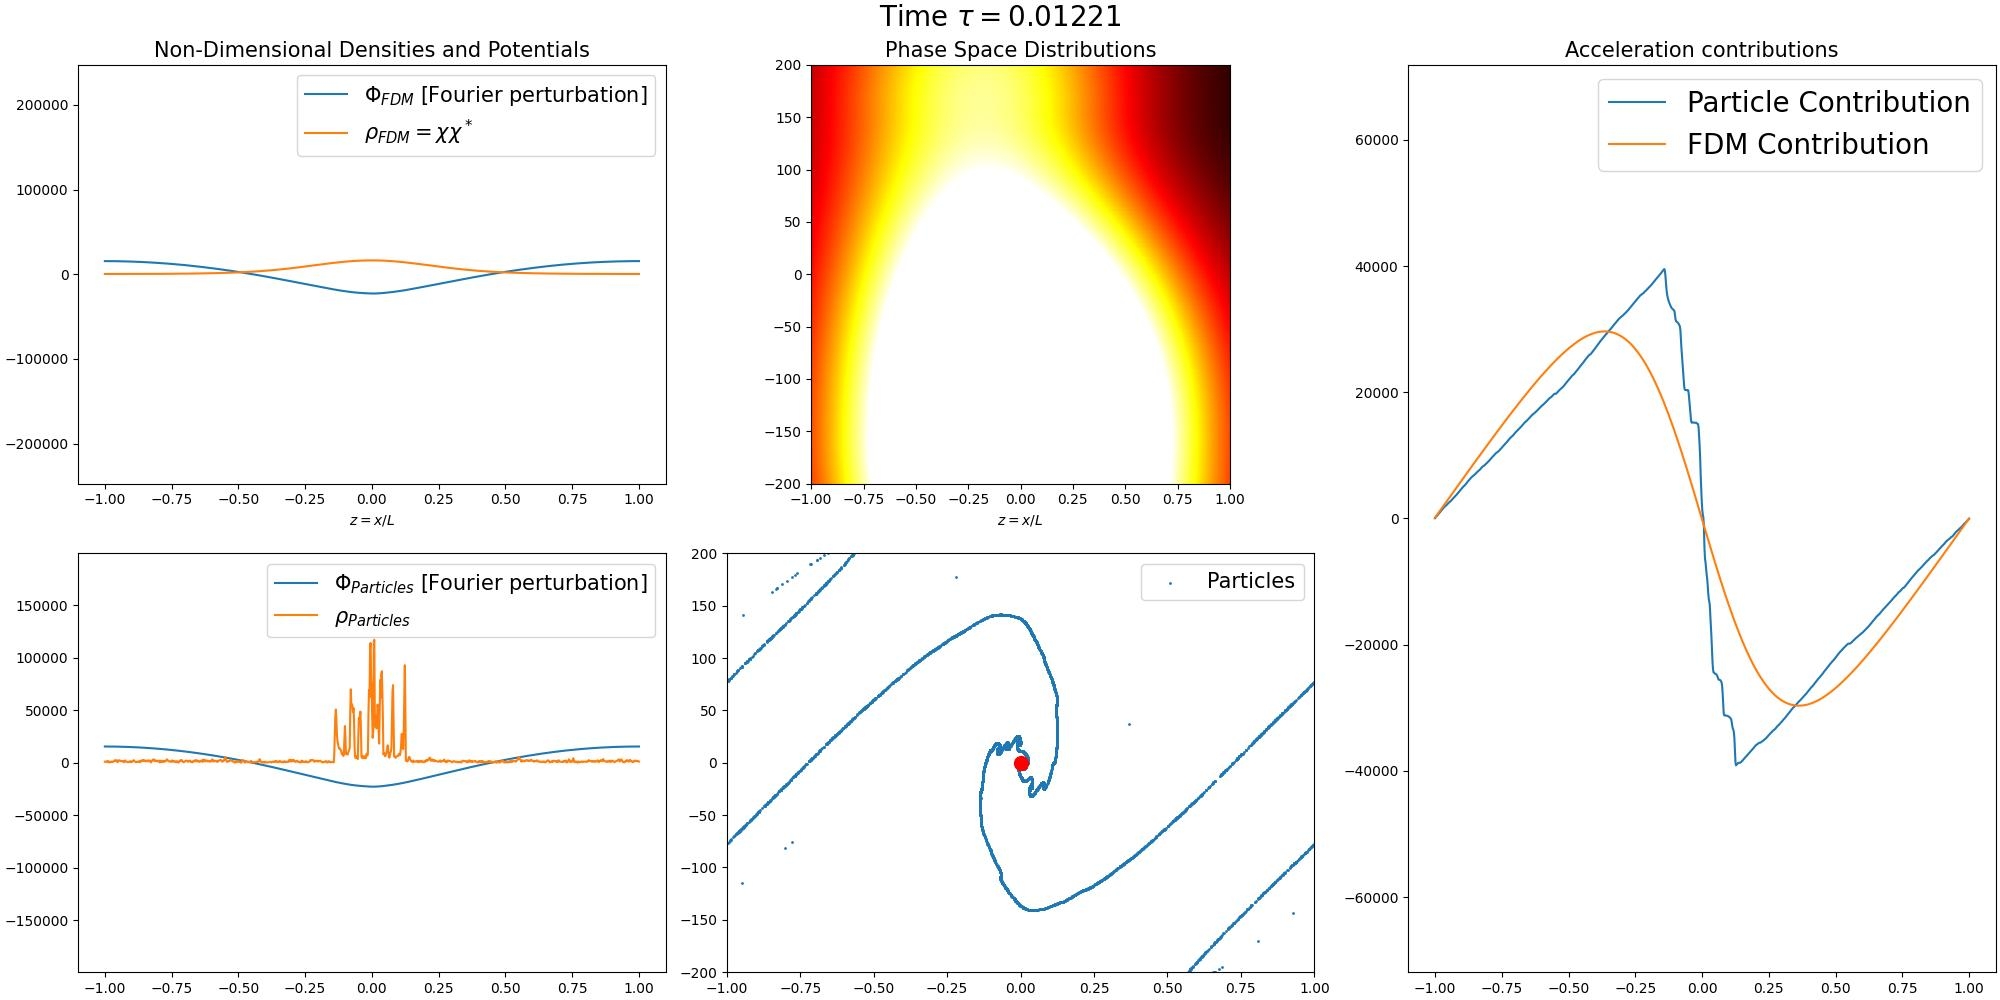 Time τ = 0.01221
Non-Dimensional Densities and Potentials
Φ_FDM [Fourier perturbation]
ρ_FDM = χχ*
200000
100000
0
−100000
−200000
−1.00 −0.75 −0.50 −0.25 0.00 0.25 0.50 0.75 1.00
z = x/L
Phase Space Distributions
200
150
100
50
0
−50
−100
−150
−200
−1.00 −0.75 −0.50 −0.25 0.00 0.25 0.50 0.75 1.00
z = x/L
Acceleration contributions
Particle Contribution
FDM Contribution
60000
40000
20000
0
−20000
−40000
−60000
−1.00 −0.75 −0.50 −0.25 0.00 0.25 0.50 0.75 1.00
Φ_Particles [Fourier perturbation]
ρ_Particles
150000
100000
50000
0
−50000
−100000
−150000
−1.00 −0.75 −0.50 −0.25 0.00 0.25 0.50 0.75 1.00
Particles
200
150
100
50
0
−50
−100
−150
−200
−1.00 −0.75 −0.50 −0.25 0.00 0.25 0.50 0.75 1.00